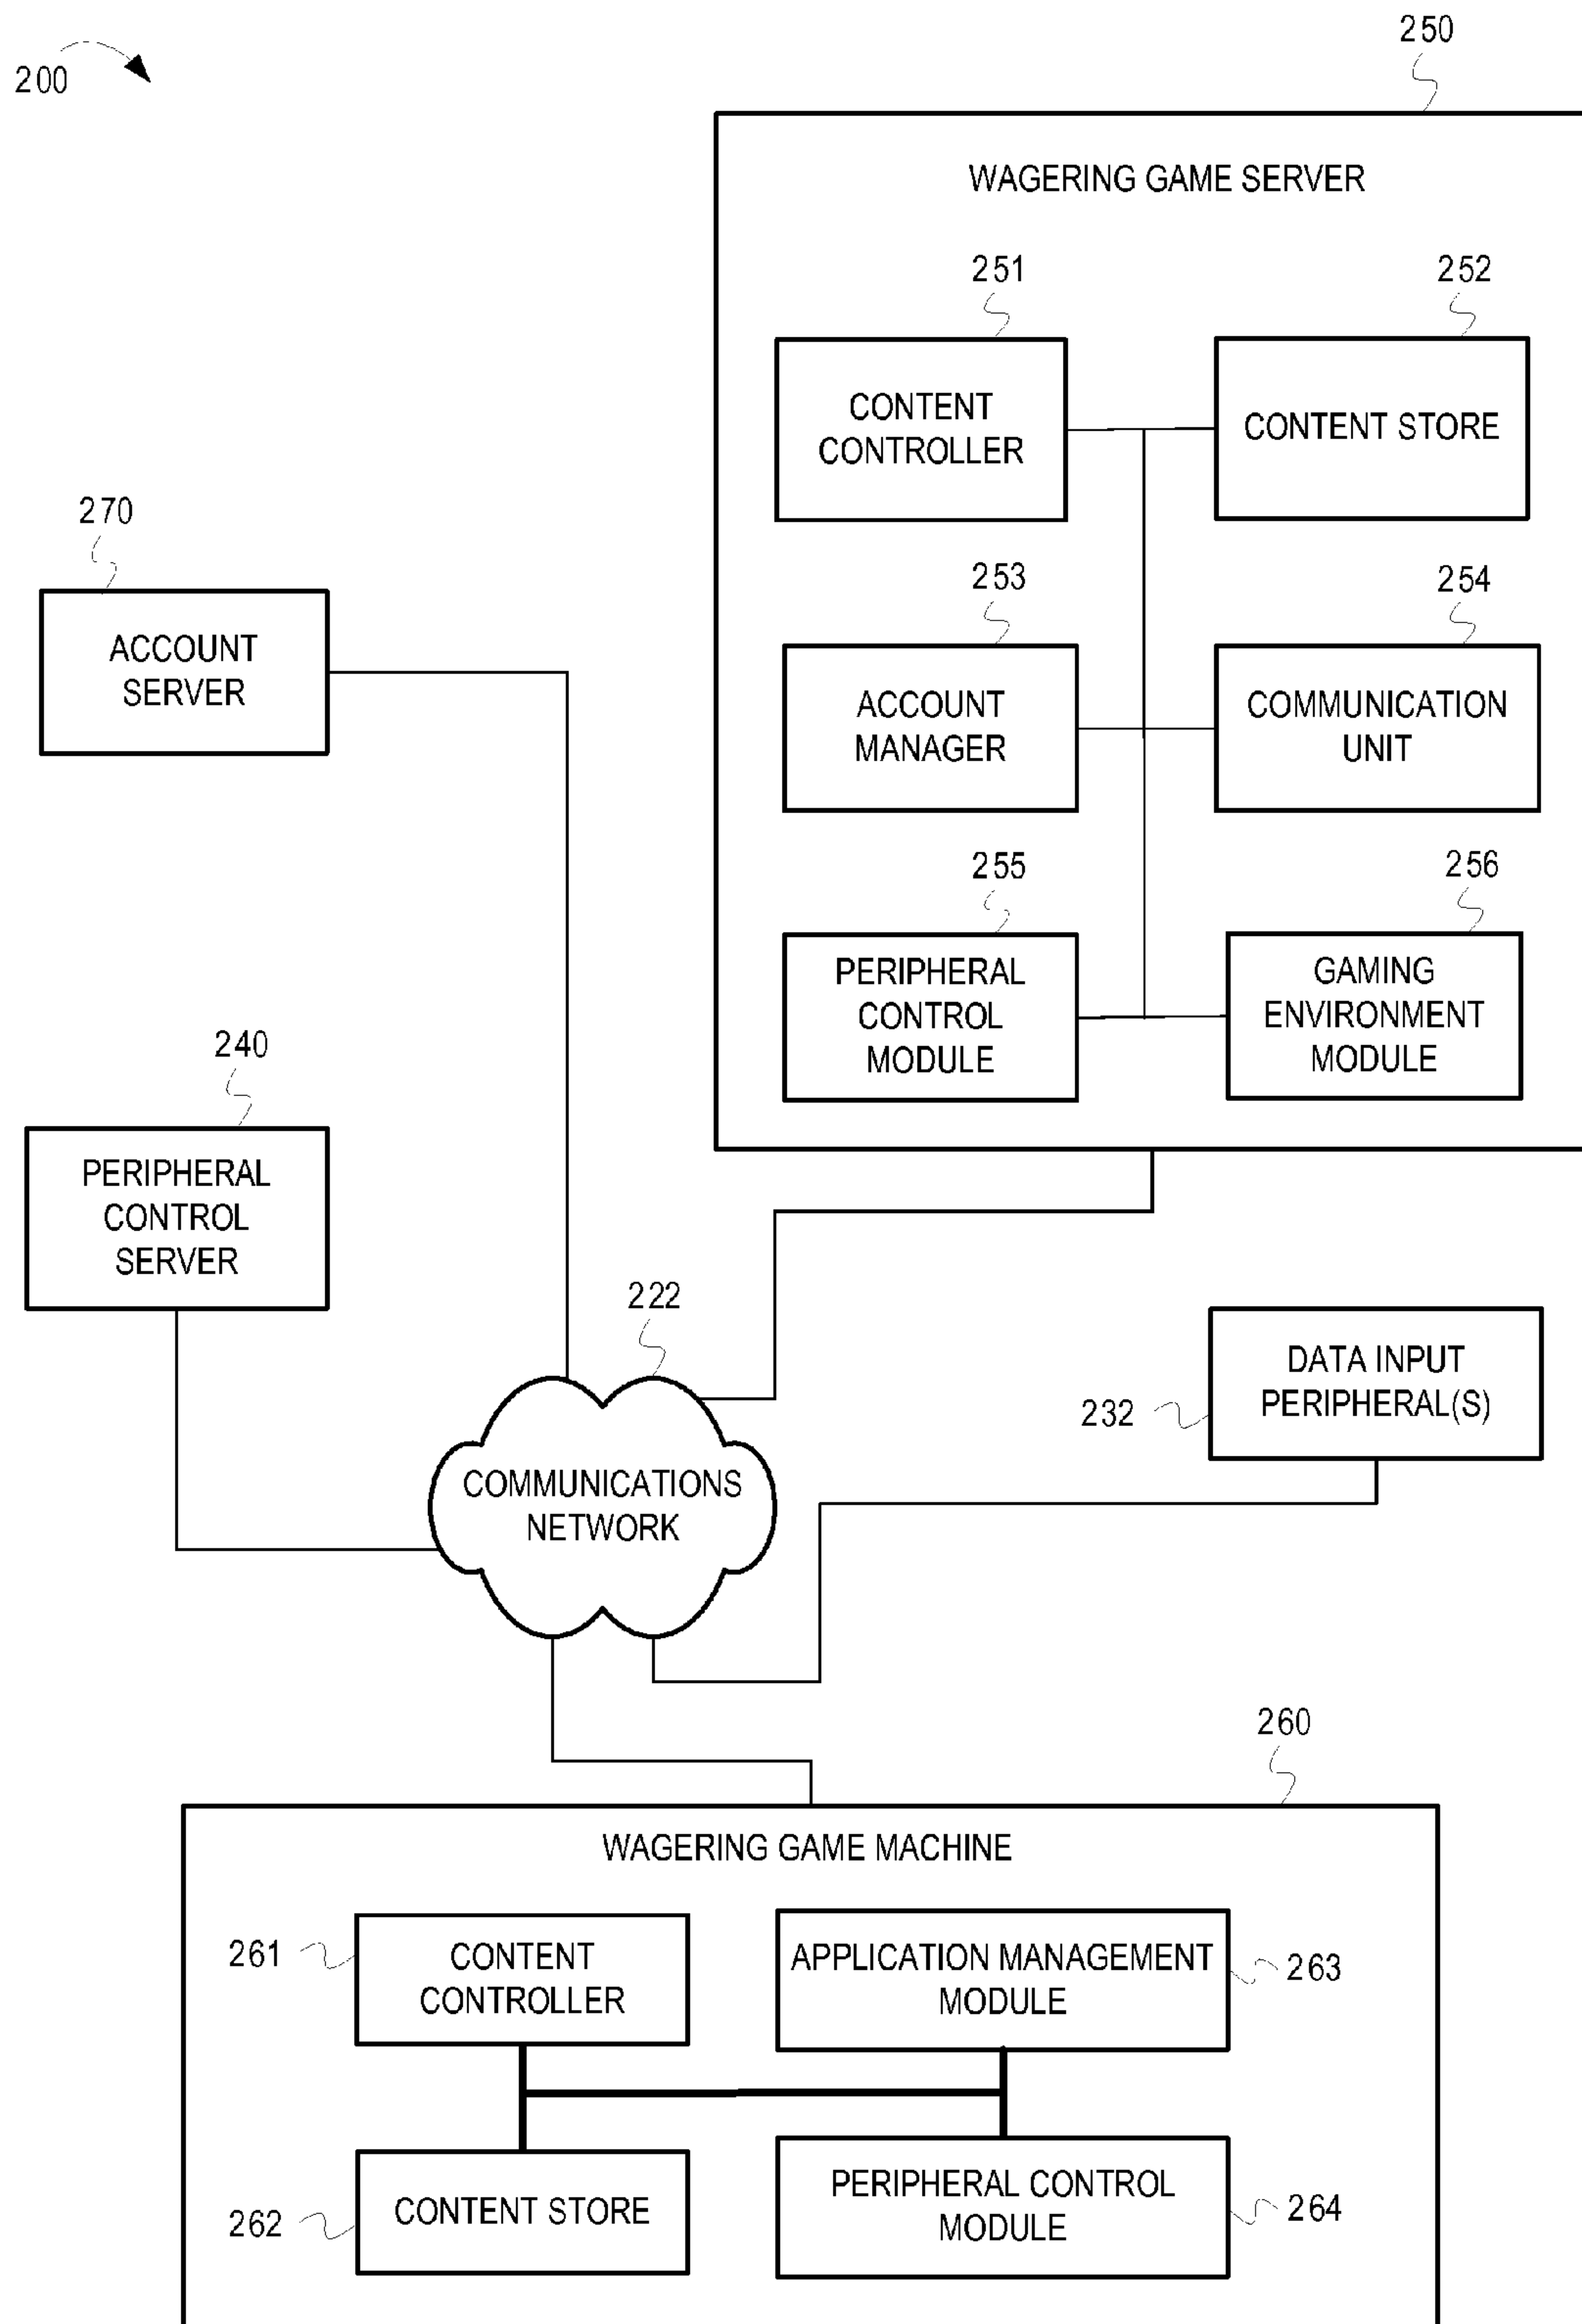 200
250
WAGERING GAME SERVER
251
252
CONTENT
CONTROLLER
CONTENT STORE
253
254
ACCOUNT
MANAGER
COMMUNICATION
UNIT
255
256
PERIPHERAL
CONTROL
MODULE
GAMING
ENVIRONMENT
MODULE
270
ACCOUNT
SERVER
240
PERIPHERAL
CONTROL
SERVER
222
COMMUNICATIONS
NETWORK
232
DATA INPUT
PERIPHERAL(S)
260
WAGERING GAME MACHINE
261
CONTENT
CONTROLLER
APPLICATION MANAGEMENT
MODULE
263
262
CONTENT STORE
PERIPHERAL CONTROL
MODULE
264